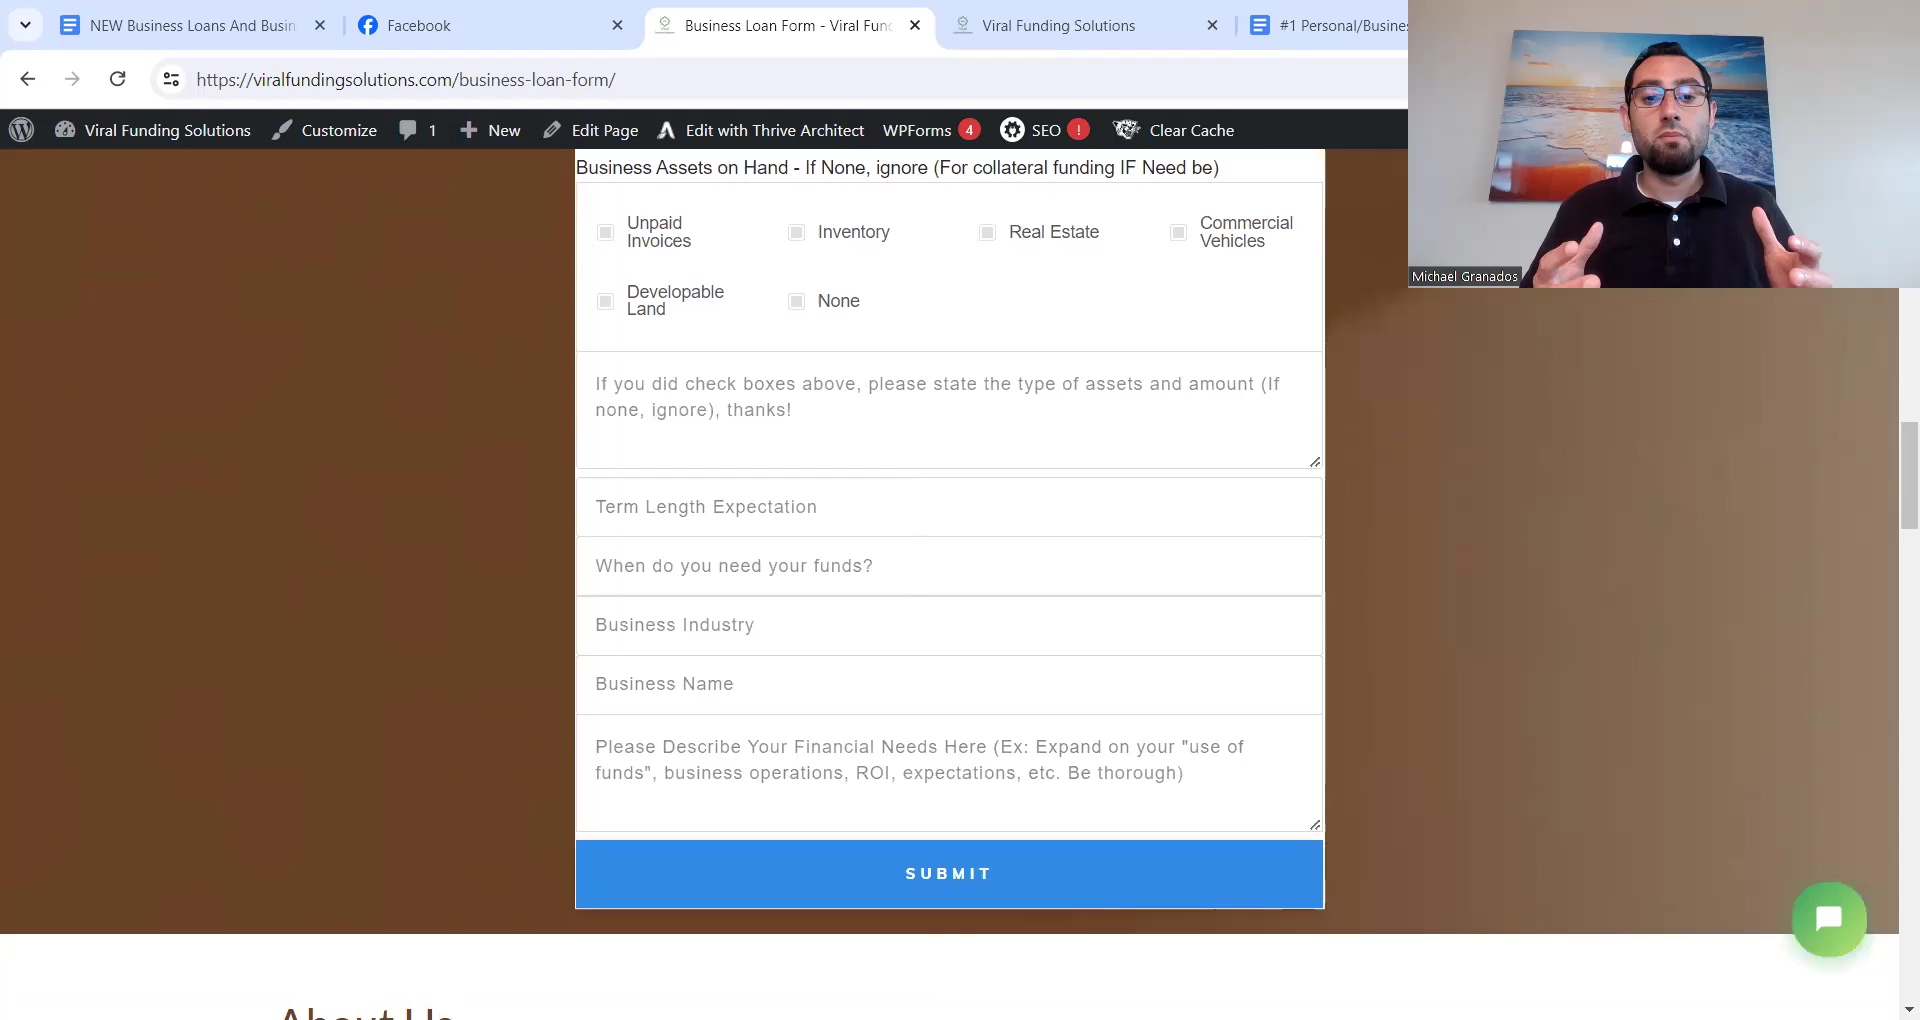 NEW Business Loans And Busin
Facebook
Business Loan Form - Viral Func
Viral Funding Solutions
#1 Personal/Busines
https://viralfundingsolutions.com/business-loan-form/
Viral Funding Solutions
Customize
1
New
Edit Page
Edit with Thrive Architect
WPForms 4
SEO !
Clear Cache
Michael Granados
Business Assets on Hand - If None, ignore (For collateral funding IF Need be)
Unpaid
Invoices
Inventory
Real Estate
Commercial
Vehicles
Developable
Land
None
If you did check boxes above, please state the type of assets and amount (If
none, ignore), thanks!
Term Length Expectation
When do you need your funds?
Business Industry
Business Name
Please Describe Your Financial Needs Here (Ex: Expand on your "use of
funds", business operations, ROI, expectations, etc. Be thorough)
SUBMIT
About Us